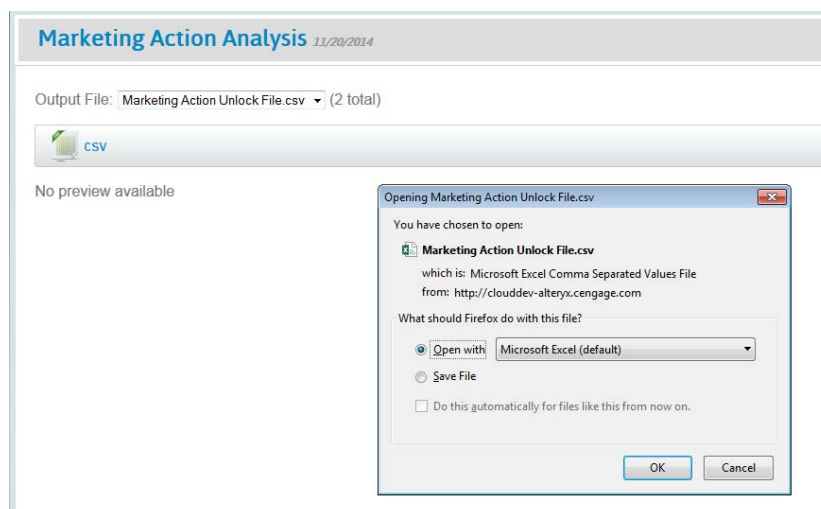 Marketing Action Analysis 11/20/2014
Output File: Marketing Action Unlock File.csv (2 total)
csv
No preview available
Opening Marketing Action Unlock File.csv
You have chosen to open:
Marketing Action Unlock File.csv
which is: Microsoft Excel Comma Separated Values File
from: http://clouddev-alteryx.cengage.com
What should Firefox do with this file?
Open with Microsoft Excel (default)
Save File
Do this automatically for files like this from now on.
OK Cancel